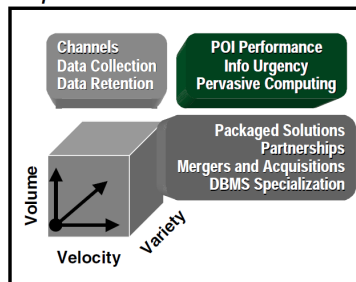 Channels
Data Collection
Data Retention
POI Performance
Info Urgency
Pervasive Computing
Packaged Solutions
Partnerships
Mergers and Acquisitions
DBMS Specialization
Volume
Velocity
Variety